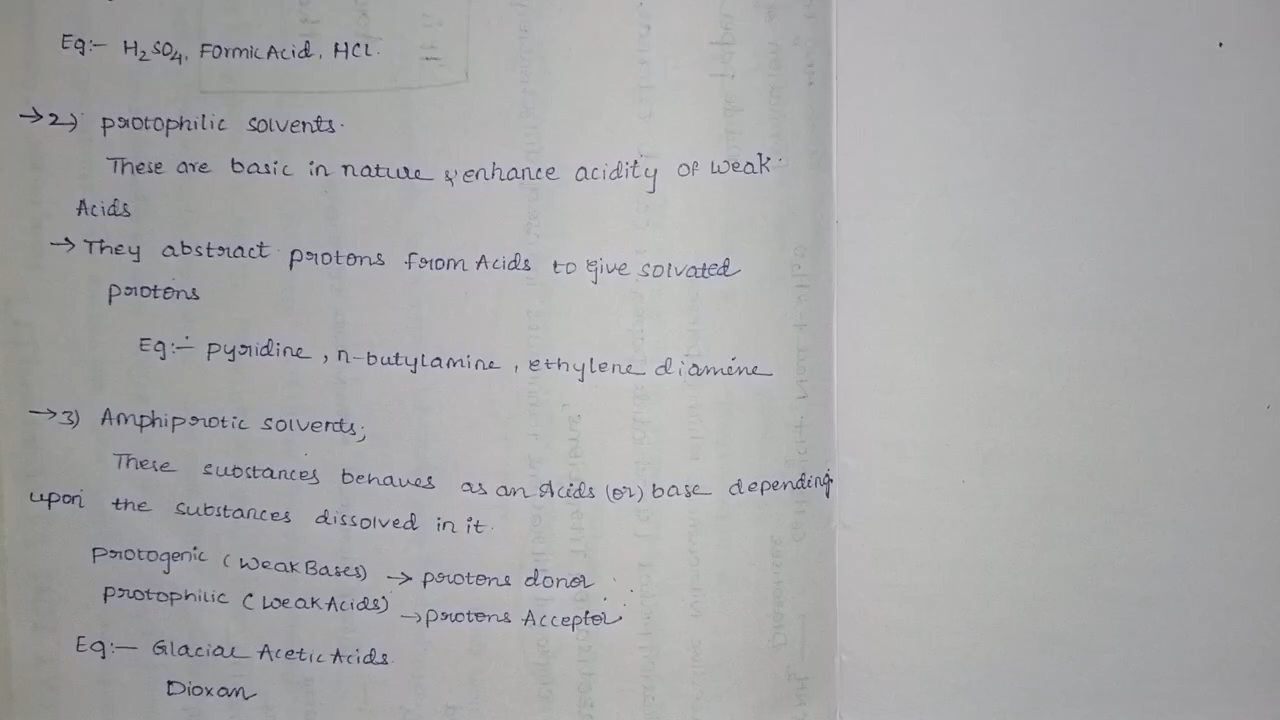 Eg:- H2SO4, Formic Acid, HCl.
→2) protophilic solvents.
These are basic in nature & enhance acidity of weak
Acids
→ They abstract protons from Acids to give solvated
protons
Eg:- pyridine, n-butylamine, ethylene diamine
→3) Amphiprotic solvents;
These substances behaves as an Acids (or) base depending
upon the substances dissolved in it.
protogenic (weak Bases) → protons donor
protophilic (weak Acids) → protons Acceptor
Eg:- Glacial Acetic Acids.
Dioxan